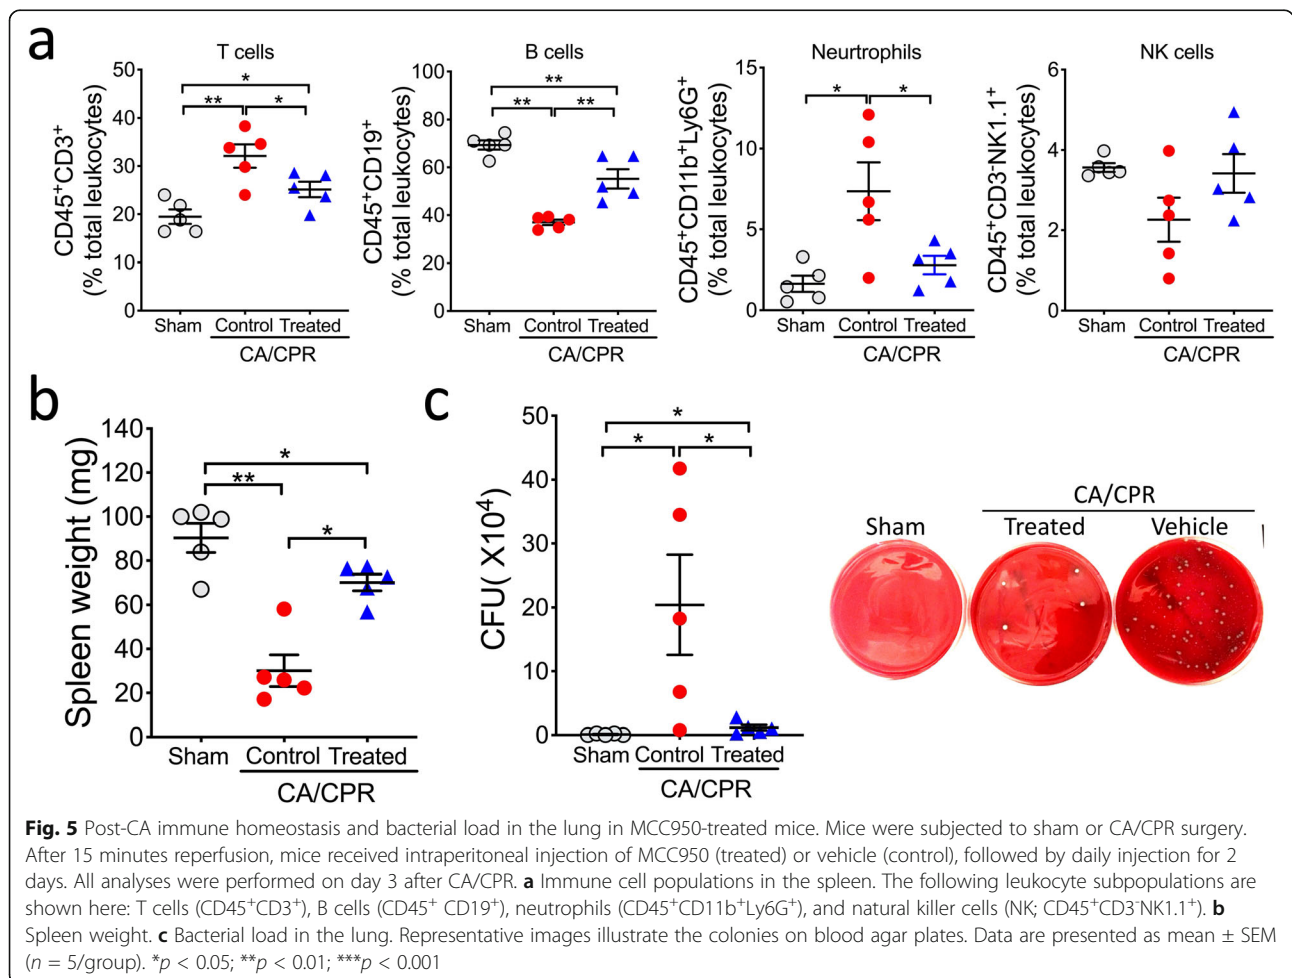 a
T cells
CD45+CD3+
(% total leukocytes)
50
40
30
20
10
0
*
** *
Sham Control Treated
CA/CPR
B cells
CD45+CD19+
(% total leukocytes)
100
80
60
40
20
0
**
** **
Sham Control Treated
CA/CPR
Neurtrophils
CD45+CD11b+Ly6G+
(% total leukocytes)
15
10
5
0
* *
Sham Control Treated
CA/CPR
NK cells
CD45+CD3-NK1.1+
(% total leukocytes)
6
4
2
0
Sham Control Treated
CA/CPR
b
Spleen weight (mg)
140
120
100
80
60
40
20
0
*
**
*
Sham Control Treated
CA/CPR
c
CFU( X10⁴)
50
40
30
20
10
0
*
* *
Sham Control Treated
CA/CPR
CA/CPR
Sham Treated Vehicle
Fig. 5 Post-CA immune homeostasis and bacterial load in the lung in MCC950-treated mice. Mice were subjected to sham or CA/CPR surgery.
After 15 minutes reperfusion, mice received intraperitoneal injection of MCC950 (treated) or vehicle (control), followed by daily injection for 2
days. All analyses were performed on day 3 after CA/CPR. a Immune cell populations in the spleen. The following leukocyte subpopulations are
shown here: T cells (CD45+CD3+), B cells (CD45+ CD19+), neutrophils (CD45+CD11b+Ly6G+), and natural killer cells (NK; CD45+CD3-NK1.1+). b
Spleen weight. c Bacterial load in the lung. Representative images illustrate the colonies on blood agar plates. Data are presented as mean ± SEM
(n = 5/group). *p < 0.05; **p < 0.01; ***p < 0.001